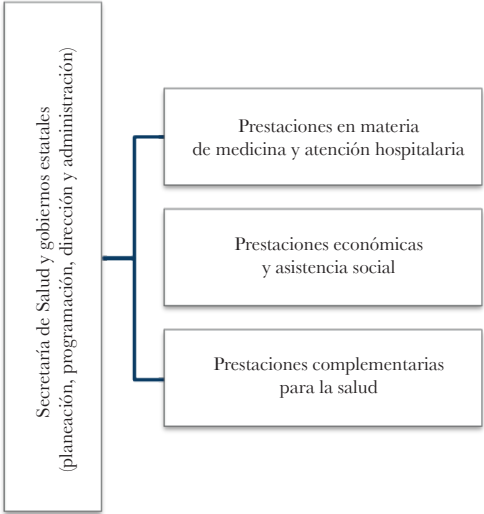 Secretaría de Salud y gobiernos estatales
(planeación, programación, dirección y administración)
Prestaciones en materia
de medicina y atención hospitalaria
Prestaciones económicas
y asistencia social
Prestaciones complementarias
para la salud